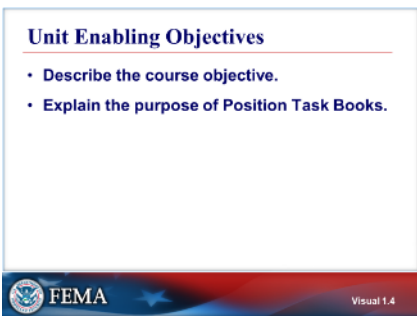 Unit Enabling Objectives
• Describe the course objective.
• Explain the purpose of Position Task Books.
FEMA
Visual 1.4